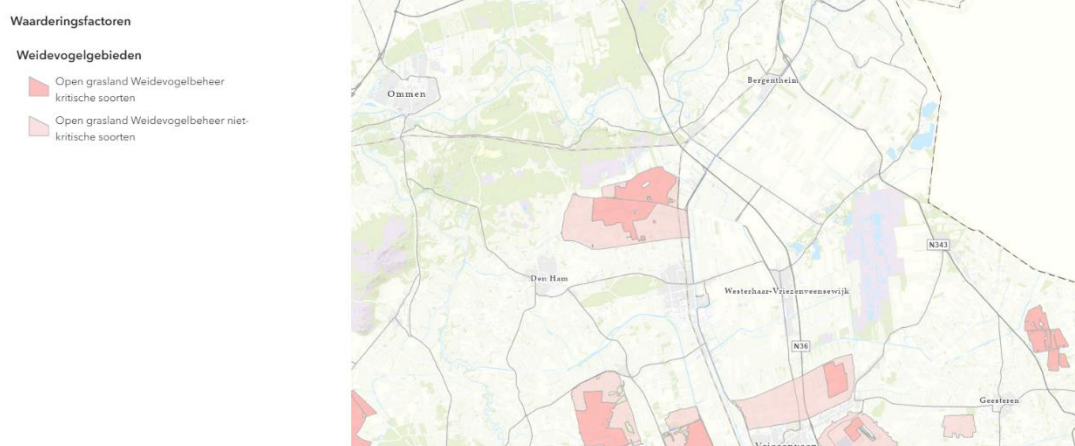 Waarderingsfactoren
Weidevogelgebieden
Open grasland Weidevogelbeheer
kritische soorten
Open grasland Weidevogelbeheer niet-
kritische soorten
Ommen
Bergentheim
N343
Den Ham
Westerhaar-Vriezenveensewijk
N36
Geesteren
Vriezenveen